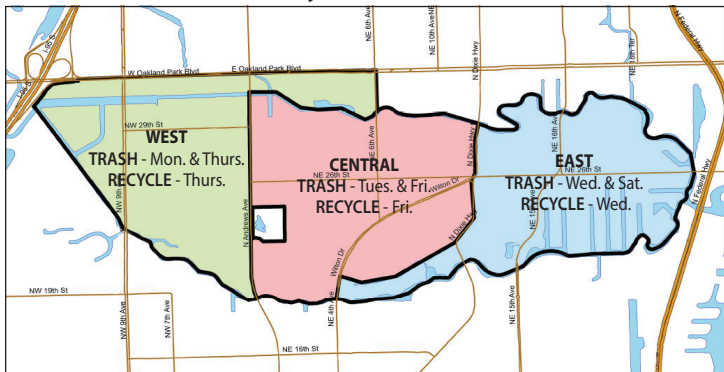 I-95 S
I-95 S
W Oakland Park Blvd
E Oakland Park Blvd
NE 6th Ave
NE 10th Ave
N Dixie Hwy
NE 18th Ter
N Federal Hwy
NW 29th St
WEST
TRASH - Mon. & Thurs.
RECYCLE - Thurs.
NW 9th
N Andrews Ave
NE 6th Ave
CENTRAL
NE 26th St
TRASH - Tues. & Fri.
RECYCLE - Fri.
Wilton Dr
N Dixie Hwy
NE 16th Ave
EAST
NE 26th St
TRASH - Wed. & Sat.
RECYCLE - Wed.
N Federal Hwy
NE 15th
N Dixie Hwy
Wilton Dr
NW 19th St
NW 9th Ave
NW 7th Ave
NE 4th Ave
NE 15th Ave
NE 16th St